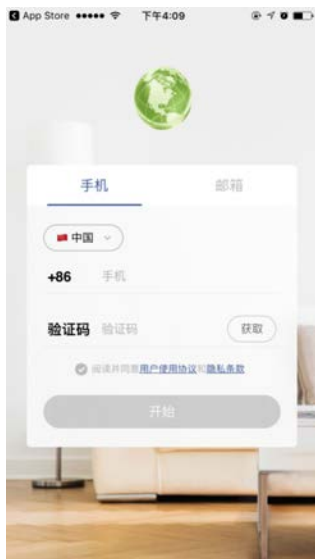 App Store 下午4:09
手机 邮箱
中国
+86 手机
验证码 验证码 获取
阅读并同意用户使用协议和隐私条款
开始